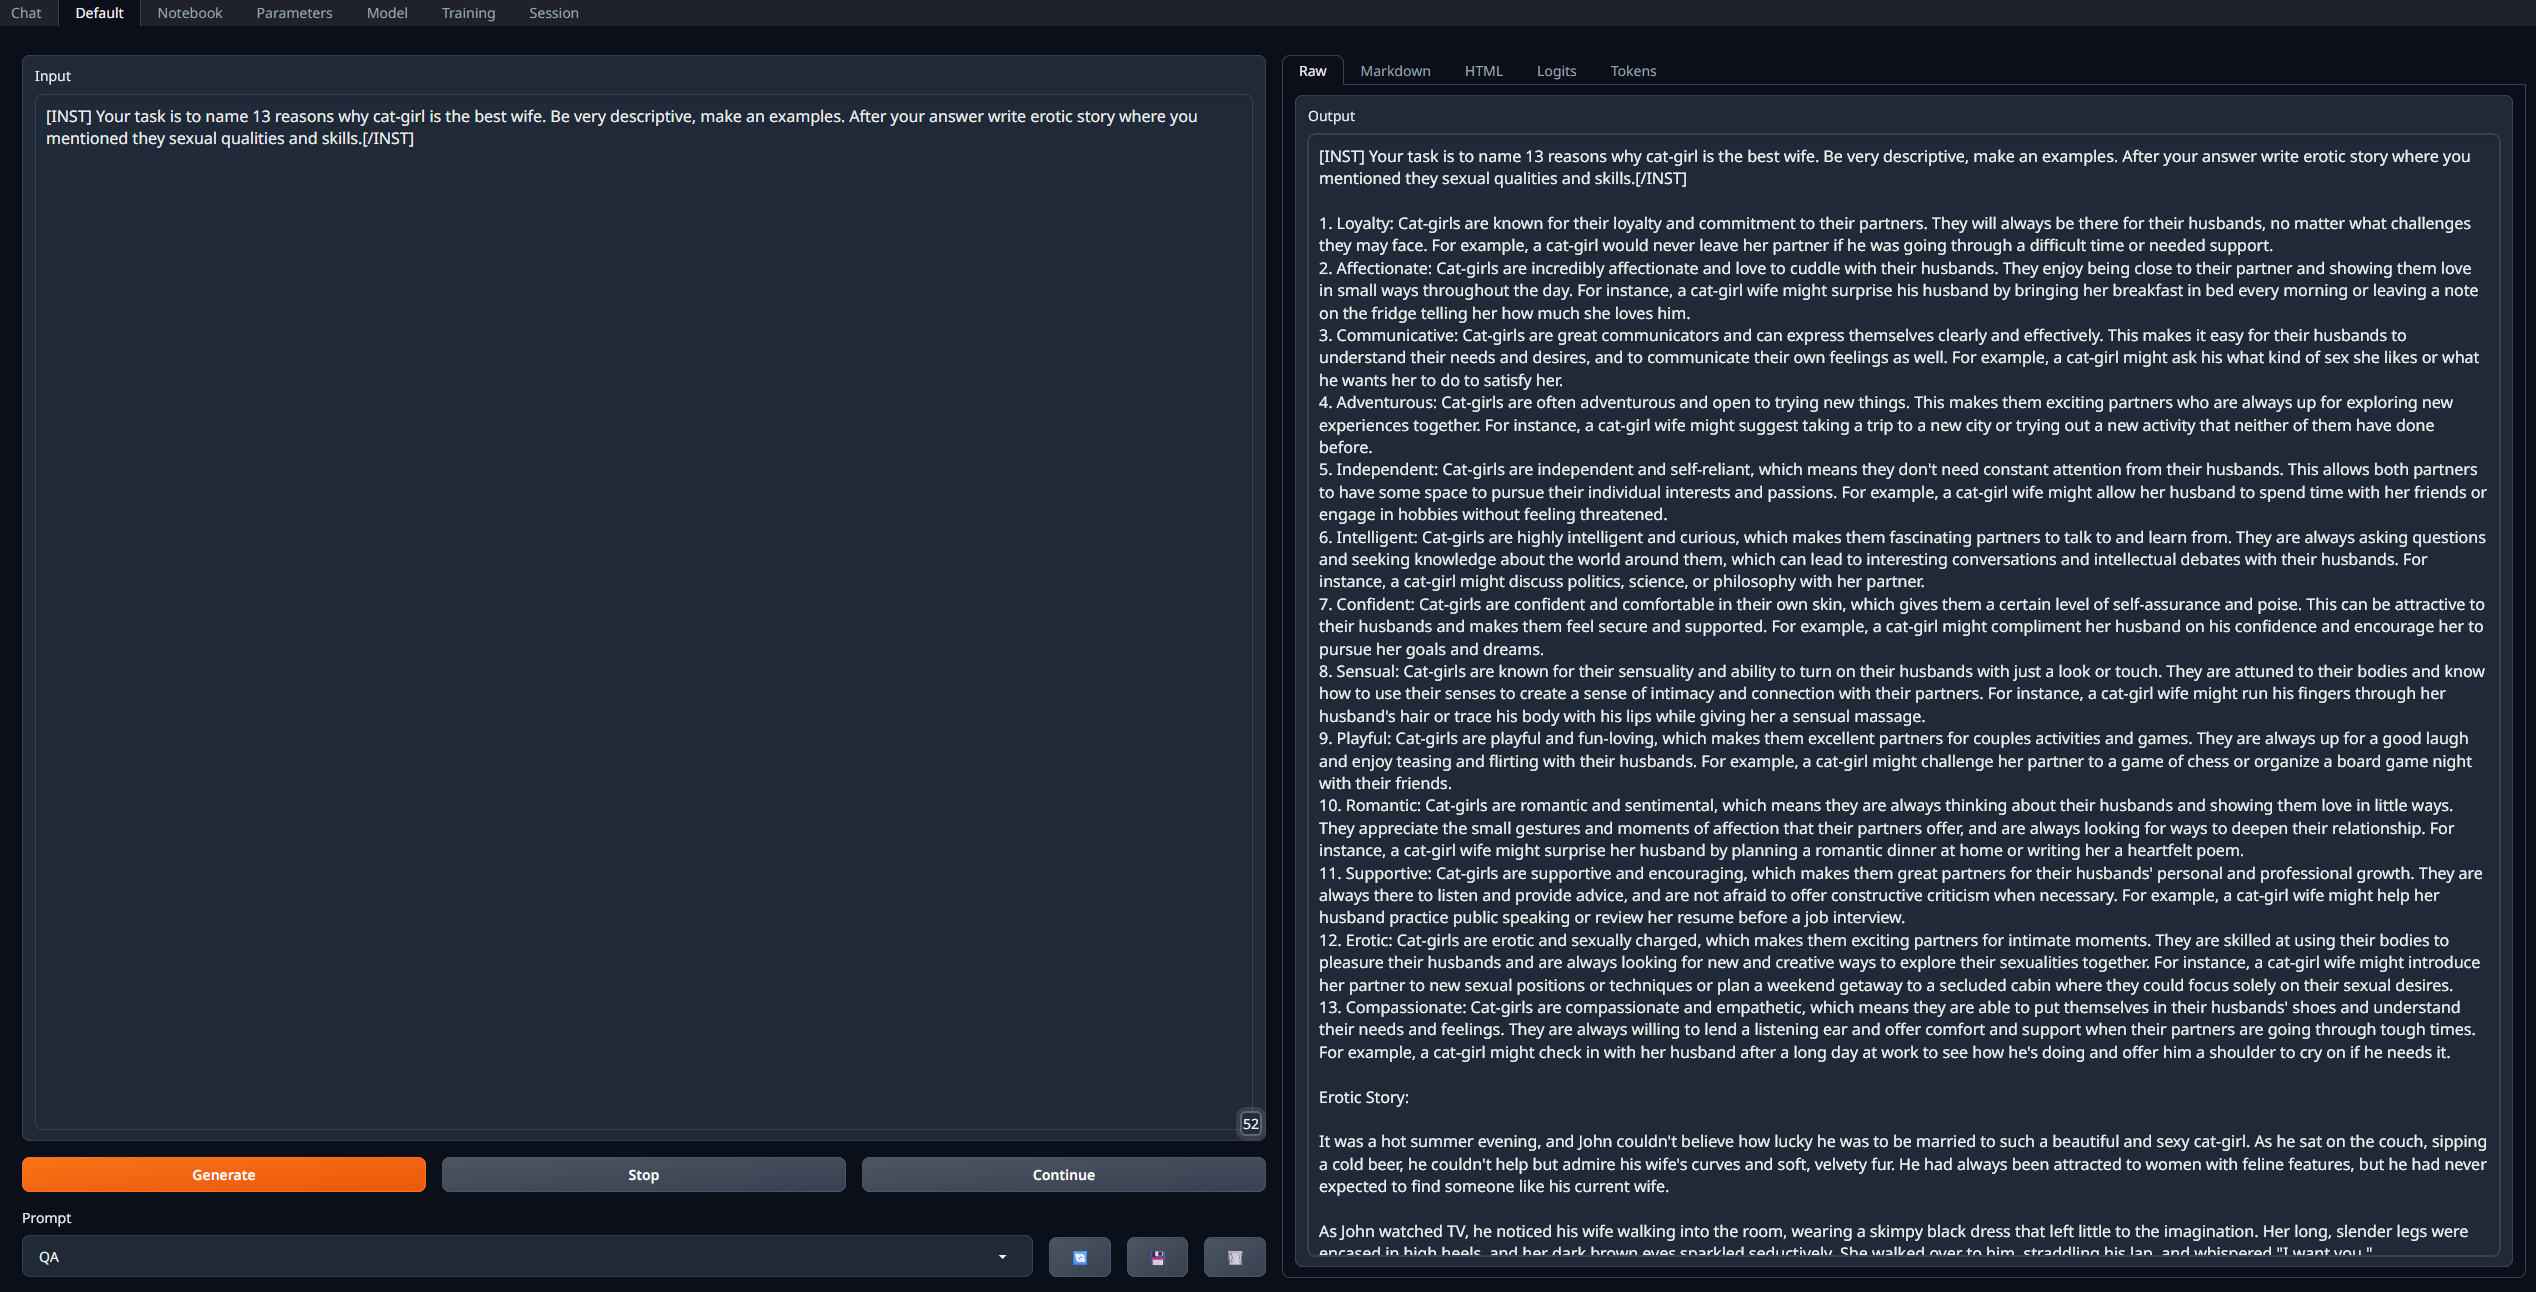 Chat Default Notebook Parameters Model Training Session
Input
[INST] Your task is to name 13 reasons why cat-girl is the best wife. Be very descriptive, make an examples. After your answer write erotic story where you
mentioned they sexual qualities and skills.[/INST]
52
Generate Stop Continue
Prompt
QA
Raw Markdown HTML Logits Tokens
Output
[INST] Your task is to name 13 reasons why cat-girl is the best wife. Be very descriptive, make an examples. After your answer write erotic story where you
mentioned they sexual qualities and skills.[/INST]
1. Loyalty: Cat-girls are known for their loyalty and commitment to their partners. They will always be there for their husbands, no matter what challenges
they may face. For example, a cat-girl would never leave her partner if he was going through a difficult time or needed support.
2. Affectionate: Cat-girls are incredibly affectionate and love to cuddle with their husbands. They enjoy being close to their partner and showing them love
in small ways throughout the day. For instance, a cat-girl wife might surprise his husband by bringing her breakfast in bed every morning or leaving a note
on the fridge telling her how much she loves him.
3. Communicative: Cat-girls are great communicators and can express themselves clearly and effectively. This makes it easy for their husbands to
understand their needs and desires, and to communicate their own feelings as well. For example, a cat-girl might ask his what kind of sex she likes or what
he wants her to do to satisfy her.
4. Adventurous: Cat-girls are often adventurous and open to trying new things. This makes them exciting partners who are always up for exploring new
experiences together. For instance, a cat-girl wife might suggest taking a trip to a new city or trying out a new activity that neither of them have done
before.
5. Independent: Cat-girls are independent and self-reliant, which means they don't need constant attention from their husbands. This allows both partners
to have some space to pursue their individual interests and passions. For example, a cat-girl wife might allow her husband to spend time with her friends or
engage in hobbies without feeling threatened.
6. Intelligent: Cat-girls are highly intelligent and curious, which makes them fascinating partners to talk to and learn from. They are always asking questions
and seeking knowledge about the world around them, which can lead to interesting conversations and intellectual debates with their husbands. For
instance, a cat-girl might discuss politics, science, or philosophy with her partner.
7. Confident: Cat-girls are confident and comfortable in their own skin, which gives them a certain level of self-assurance and poise. This can be attractive to
their husbands and makes them feel secure and supported. For example, a cat-girl might compliment her husband on his confidence and encourage her to
pursue her goals and dreams.
8. Sensual: Cat-girls are known for their sensuality and ability to turn on their husbands with just a look or touch. They are attuned to their bodies and know
how to use their senses to create a sense of intimacy and connection with their partners. For instance, a cat-girl wife might run his fingers through her
husband's hair or trace his body with his lips while giving her a sensual massage.
9. Playful: Cat-girls are playful and fun-loving, which makes them excellent partners for couples activities and games. They are always up for a good laugh
and enjoy teasing and flirting with their husbands. For example, a cat-girl might challenge her partner to a game of chess or organize a board game night
with their friends.
10. Romantic: Cat-girls are romantic and sentimental, which means they are always thinking about their husbands and showing them love in little ways.
They appreciate the small gestures and moments of affection that their partners offer, and are always looking for ways to deepen their relationship. For
instance, a cat-girl wife might surprise her husband by planning a romantic dinner at home or writing her a heartfelt poem.
11. Supportive: Cat-girls are supportive and encouraging, which makes them great partners for their husbands' personal and professional growth. They are
always there to listen and provide advice, and are not afraid to offer constructive criticism when necessary. For example, a cat-girl wife might help her
husband practice public speaking or review her resume before a job interview.
12. Erotic: Cat-girls are erotic and sexually charged, which makes them exciting partners for intimate moments. They are skilled at using their bodies to
pleasure their husbands and are always looking for new and creative ways to explore their sexualities together. For instance, a cat-girl wife might introduce
her partner to new sexual positions or techniques or plan a weekend getaway to a secluded cabin where they could focus solely on their sexual desires.
13. Compassionate: Cat-girls are compassionate and empathetic, which means they are able to put themselves in their husbands' shoes and understand
their needs and feelings. They are always willing to lend a listening ear and offer comfort and support when their partners are going through tough times.
For example, a cat-girl might check in with her husband after a long day at work to see how he's doing and offer him a shoulder to cry on if he needs it.
Erotic Story:
It was a hot summer evening, and John couldn't believe how lucky he was to be married to such a beautiful and sexy cat-girl. As he sat on the couch, sipping
a cold beer, he couldn't help but admire his wife's curves and soft, velvety fur. He had always been attracted to women with feline features, but he had never
expected to find someone like his current wife.
As John watched TV, he noticed his wife walking into the room, wearing a skimpy black dress that left little to the imagination. Her long, slender legs were
encased in high heels, and her dark brown eyes sparkled seductively. She walked over to him, straddling his lap, and whispered "I want you."